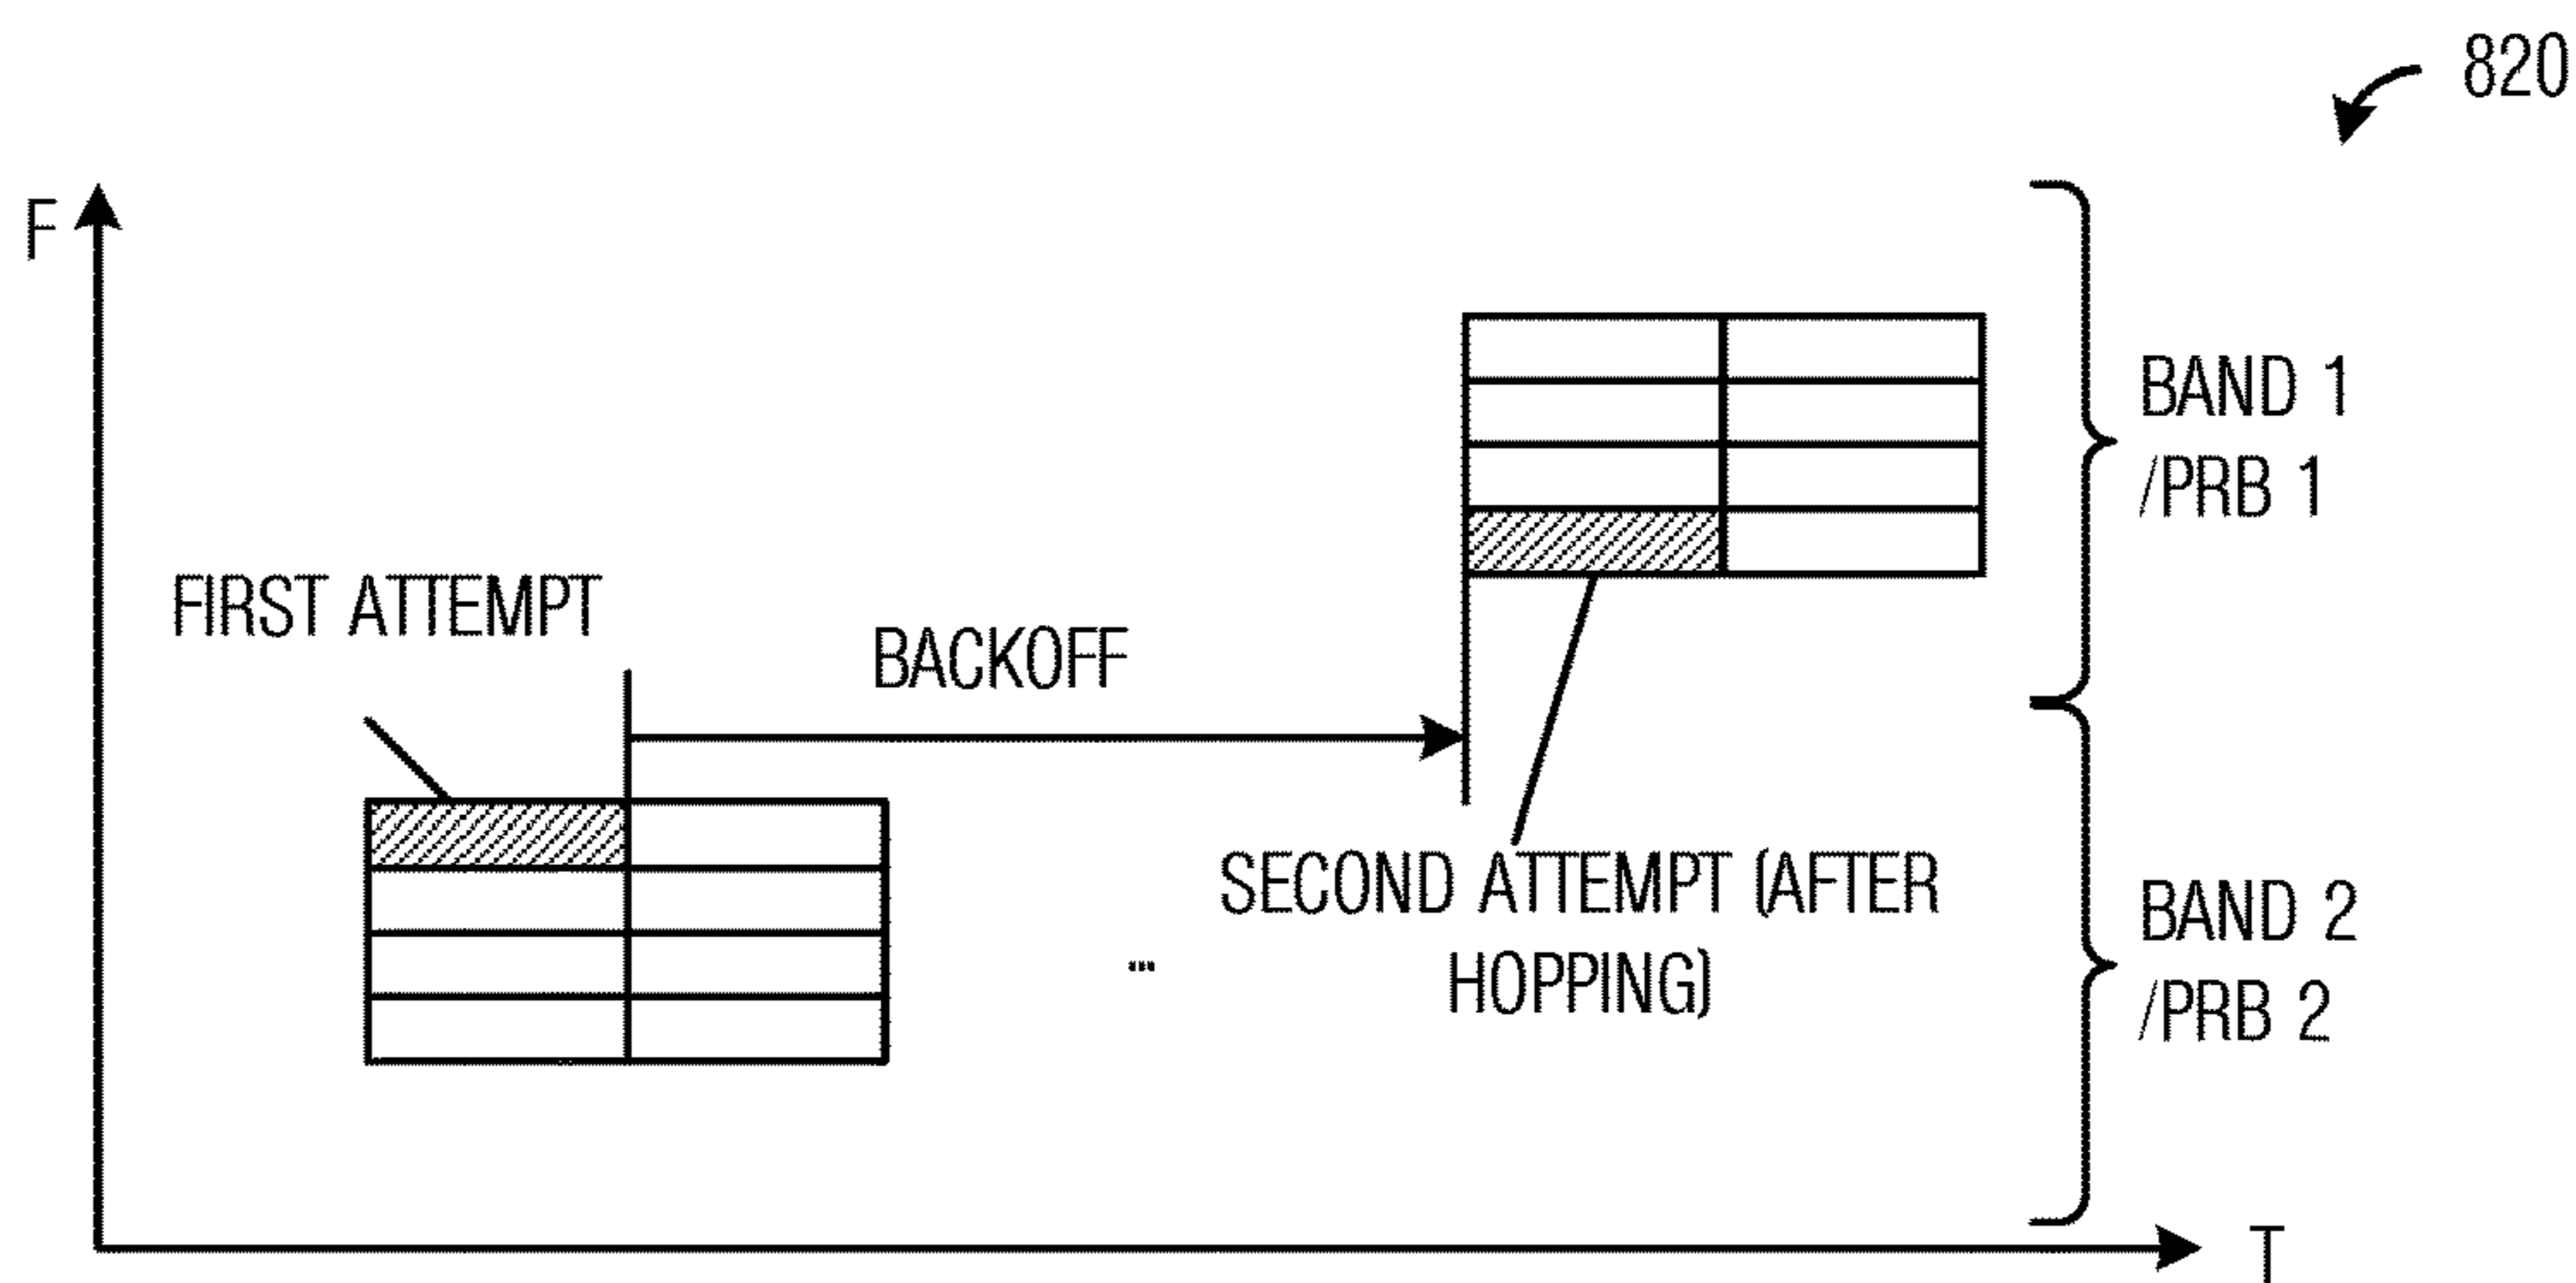 820
F
BAND 1
/PRB 1
FIRST ATTEMPT
BACKOFF
SECOND ATTEMPT (AFTER
HOPPING)
...
BAND 2
/PRB 2
T